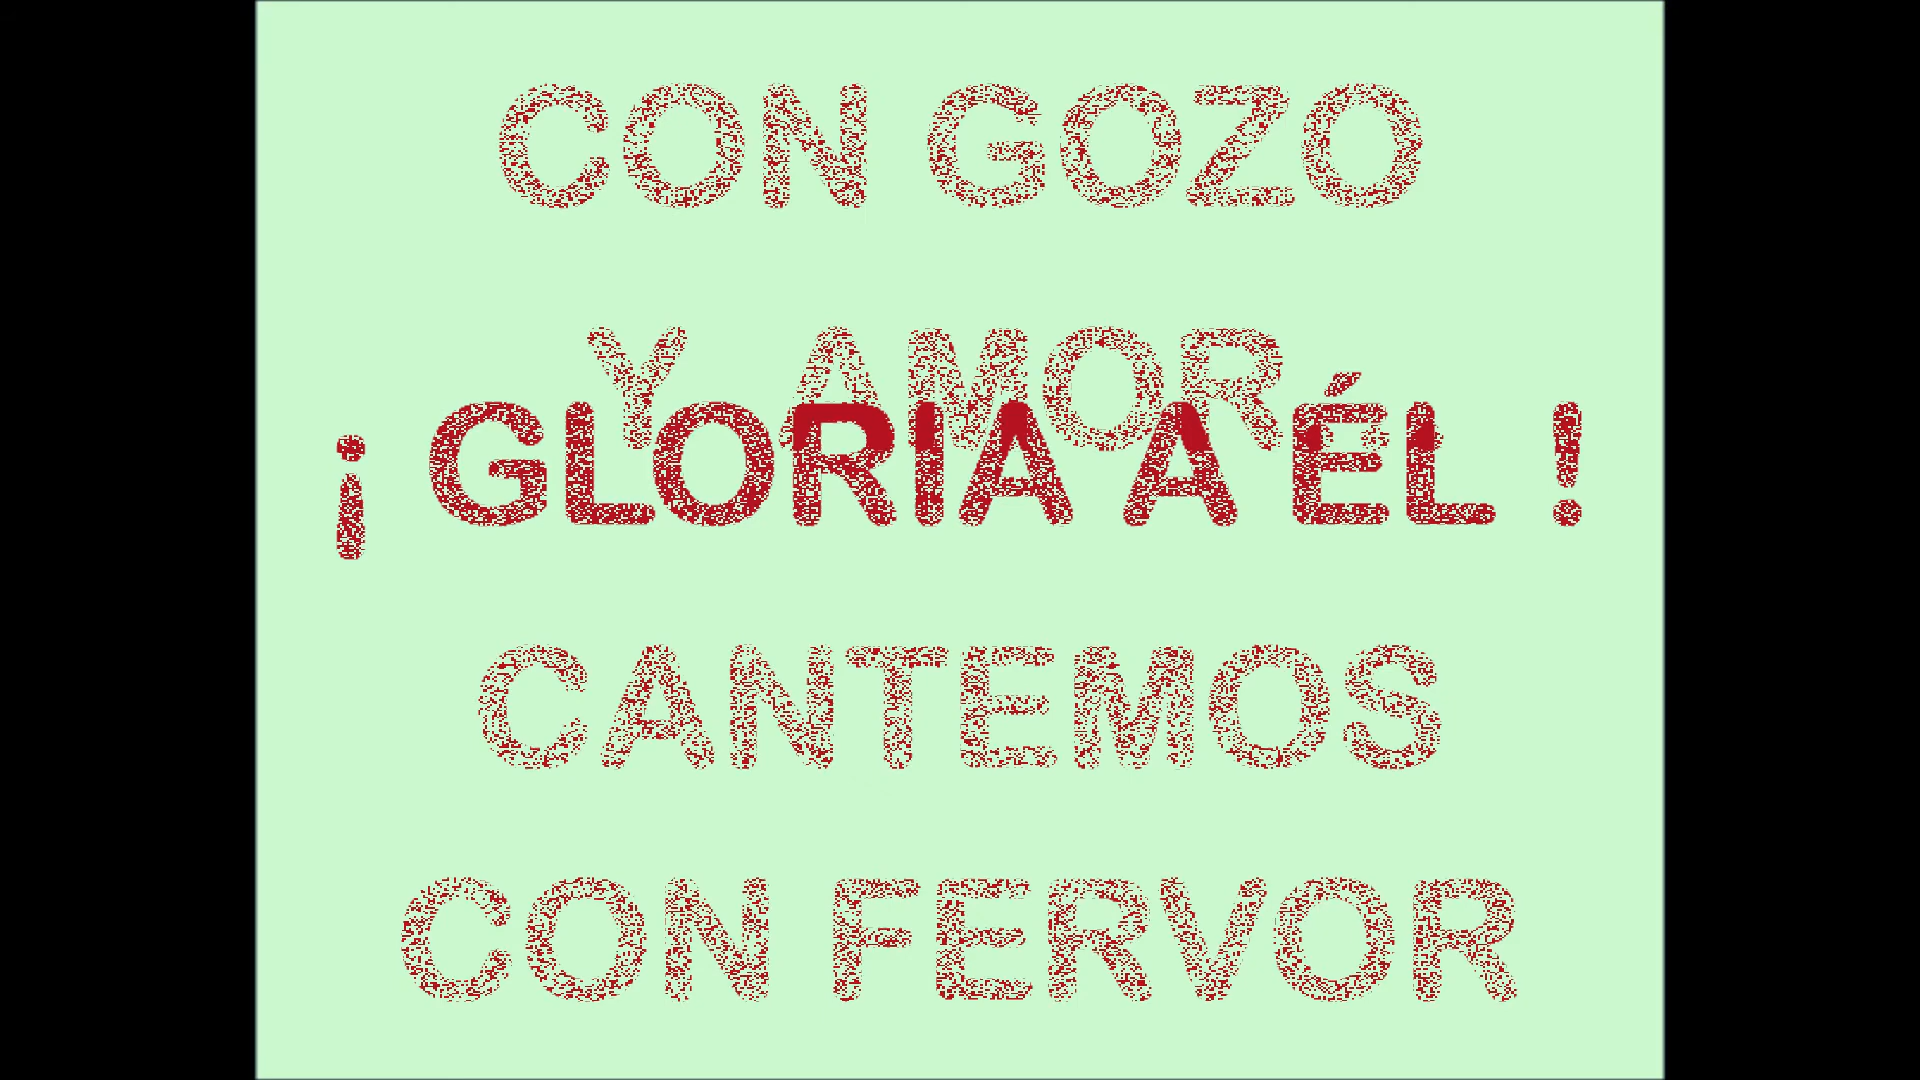 CON GOZO
Y AMOR
¡ GLORIA A ÉL !
CANTEMOS
CON FERVOR